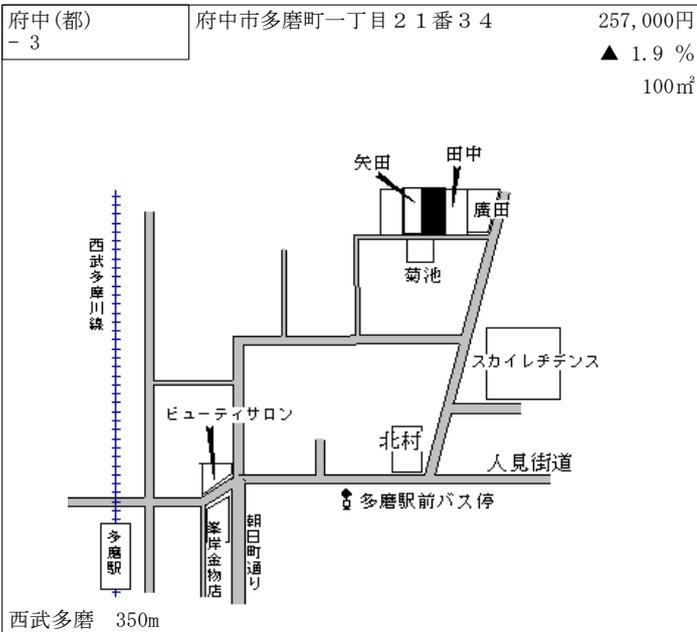 府中(都)
－3
府中市多磨町一丁目２１番３４
257,000円
▲ 1.9 %
100㎡
矢田
田中
廣田
西武多摩川線
菊池
スカイレヂデンス
ビューティサロン
北村
人見街道
多磨駅前バス停
多磨駅
峯岸金物店
朝日町通り
西武多磨　350m